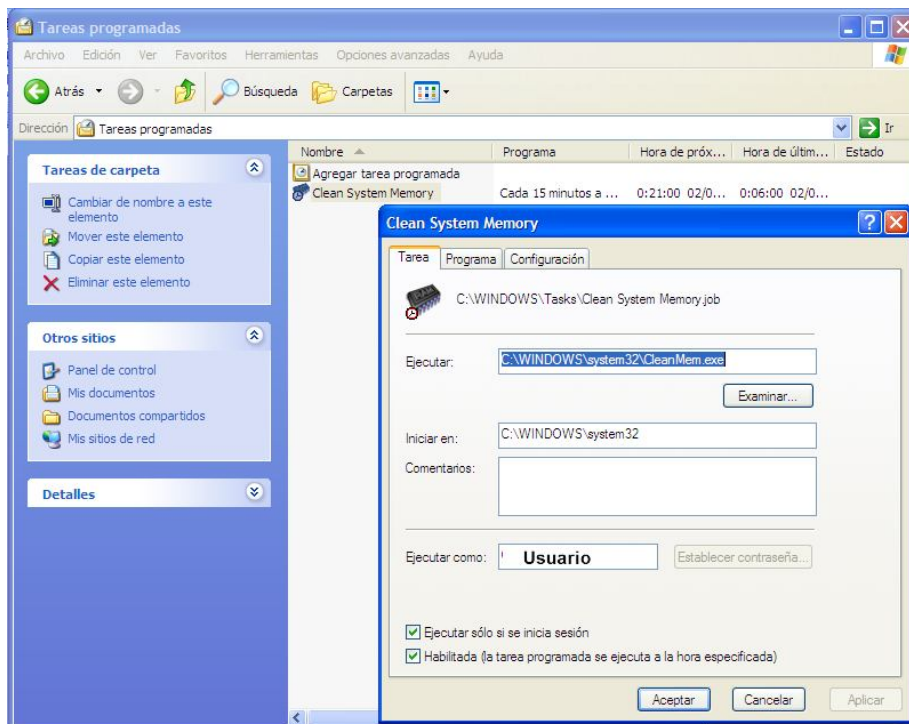 Tareas programadas
Archivo Edición Ver Favoritos Herramientas Opciones avanzadas Ayuda
Atrás Búsqueda Carpetas
Dirección Tareas programadas Ir
Tareas de carpeta
Cambiar de nombre a este
elemento
Mover este elemento
Copiar este elemento
Eliminar este elemento
Otros sitios
Panel de control
Mis documentos
Documentos compartidos
Mis sitios de red
Detalles
Nombre Programa Hora de próx... Hora de últim... Estado
Agregar tarea programada
Clean System Memory Cada 15 minutos a ... 0:21:00 02/0... 0:06:00 02/0...
Clean System Memory
Tarea Programa Configuración
C:\WINDOWS\Tasks\Clean System Memory.job
Ejecutar: C:\WINDOWS\system32\CleanMem.exe
Examinar...
Iniciar en: C:\WINDOWS\system32
Comentarios:
Ejecutar como: Usuario Establecer contraseña...
Ejecutar sólo si se inicia sesión
Habilitada (la tarea programada se ejecuta a la hora especificada)
Aceptar Cancelar Aplicar